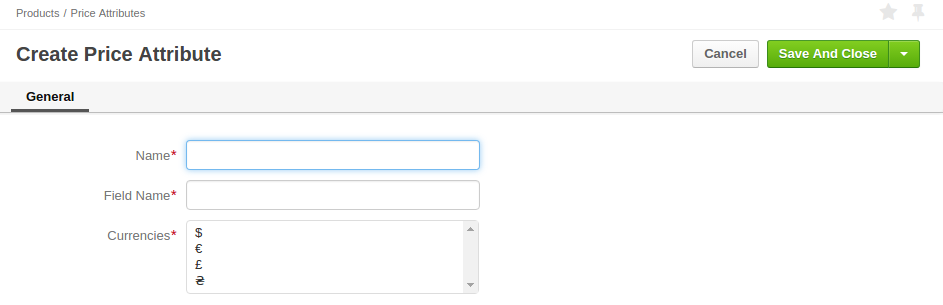 Products / Price Attributes
Create Price Attribute
Cancel
Save And Close
General
Name*
Field Name*
Currencies*
$
€
£
₴